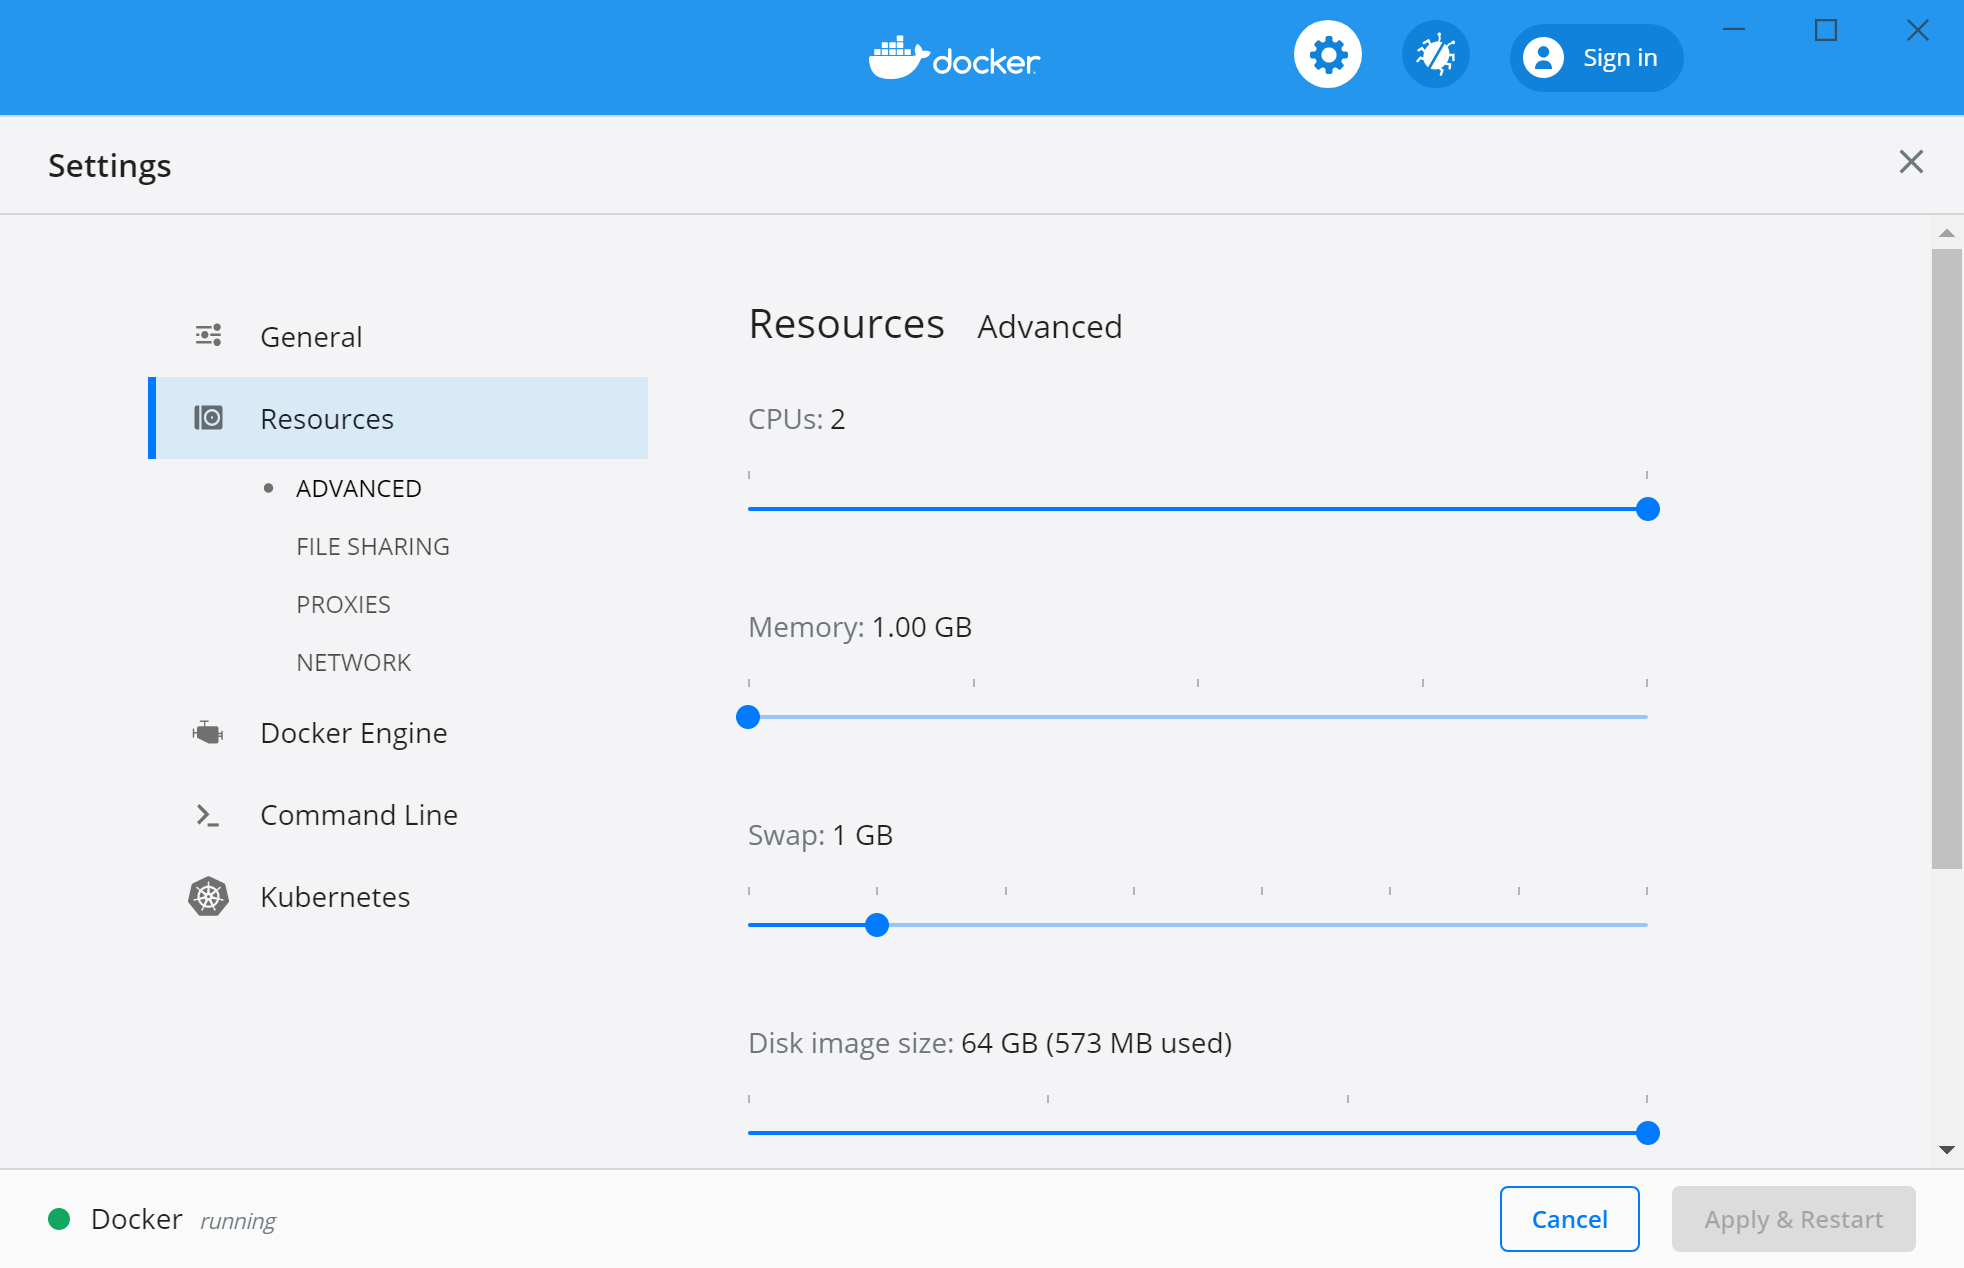 docker
Sign in
Settings
General
Resources
ADVANCED
FILE SHARING
PROXIES
NETWORK
Docker Engine
Command Line
Kubernetes
Resources Advanced
CPUs: 2
Memory: 1.00 GB
Swap: 1 GB
Disk image size: 64 GB (573 MB used)
Docker running
Cancel
Apply & Restart